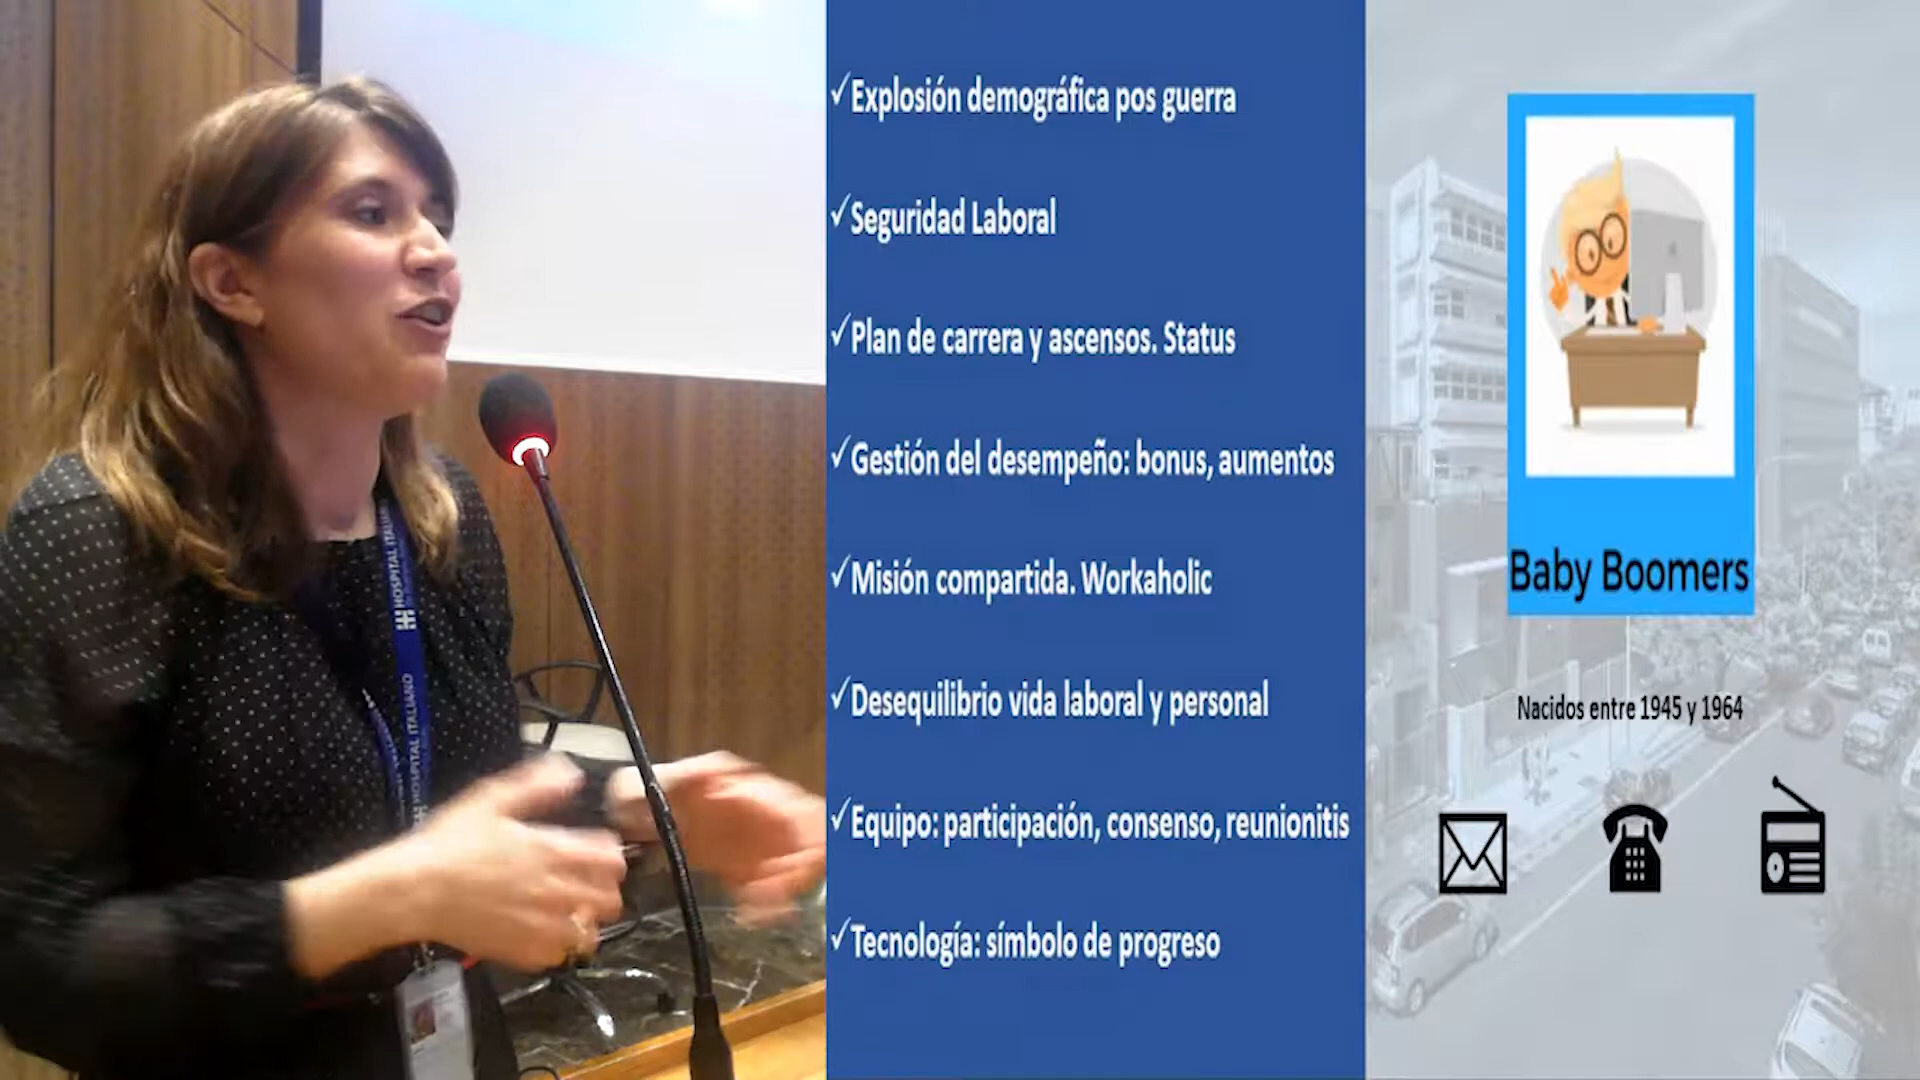 ✓Explosión demográfica pos guerra
✓Seguridad Laboral
✓Plan de carrera y ascensos. Status
✓Gestión del desempeño: bonus, aumentos
✓Misión compartida. Workaholic
✓Desequilibrio vida laboral y personal
✓Equipo: participación, consenso, reunionitis
✓Tecnología: símbolo de progreso
Baby Boomers
Nacidos entre 1945 y 1964
HOSPITAL ITALIANO
HOSPITAL ITALIANO